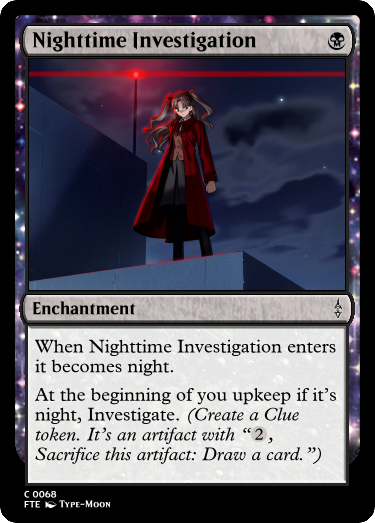 Nighttime Investigation
Enchantment
When Nighttime Investigation enters
it becomes night.
At the beginning of you upkeep if it's
night, Investigate. (Create a Clue
token. It's an artifact with “2,
Sacrifice this artifact: Draw a card.”)
C 0068
FTE Type-Moon